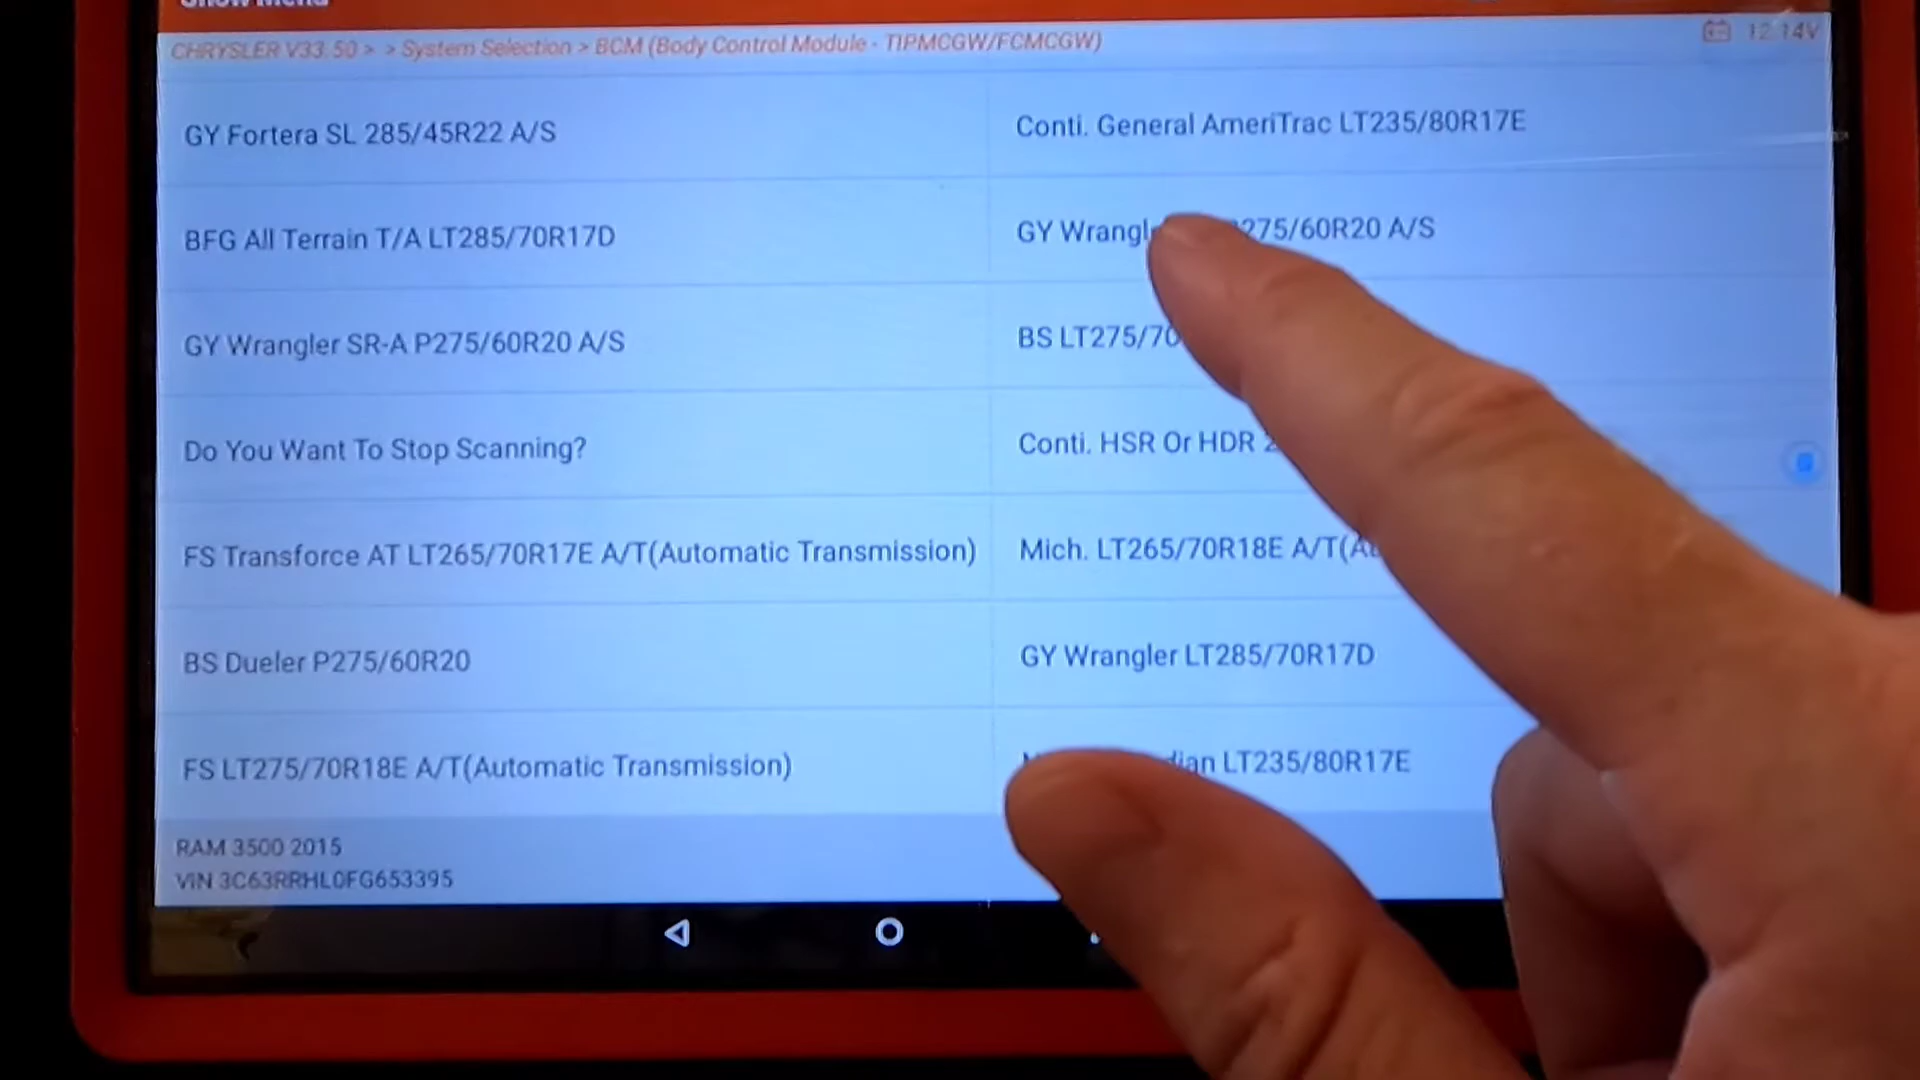 Show Menu
CHRYSLER V33.50 > > System Selection > BCM (Body Control Module - TIPMCGW/FCMCGW)
12.14V
GY Fortera SL 285/45R22 A/S
Conti. General AmeriTrac LT235/80R17E
BFG All Terrain T/A LT285/70R17D
GY 275/60R20 A/S
GY Wrangler SR-A P275/60R20 A/S
BS LT275/70
Do You Want To Stop Scanning?
Conti. HSR Or HDR
FS Transforce AT LT265/70R17E A/T(Automatic Transmission)
Mich. LT265/70R18E A/T(
BS Dueler P275/60R20
GY Wrangler LT285/70R17D
FS LT275/70R18E A/T(Automatic Transmission)
LT235/80R17E
RAM 3500 2015
VIN 3C63RRHL0FG653395